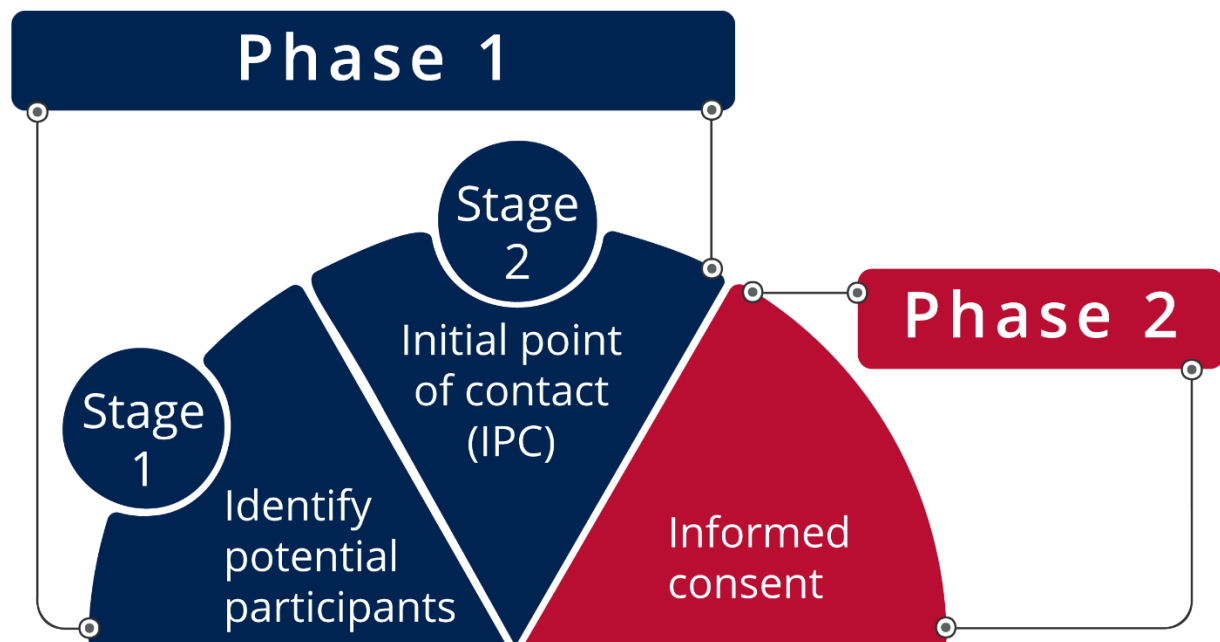 Phase 1
Stage
2
Initial point
of contact
(IPC)
Phase 2
Stage
1
Identify
potential
participants
Informed
consent